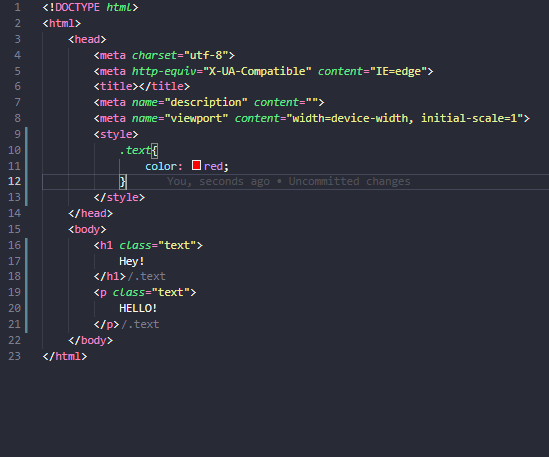 1 <!DOCTYPE html>
2 <html>
3 <head>
4 <meta charset="utf-8">
5 <meta http-equiv="X-UA-Compatible" content="IE=edge">
6 <title></title>
7 <meta name="description" content="">
8 <meta name="viewport" content="width=device-width, initial-scale=1">
9 <style>
10 .text{
11 color: red;
12 } You, seconds ago • Uncommitted changes
13 </style>
14 </head>
15 <body>
16 <h1 class="text">
17 Hey!
18 </h1>/.text
19 <p class="text">
20 HELLO!
21 </p>/.text
22 </body>
23 </html>